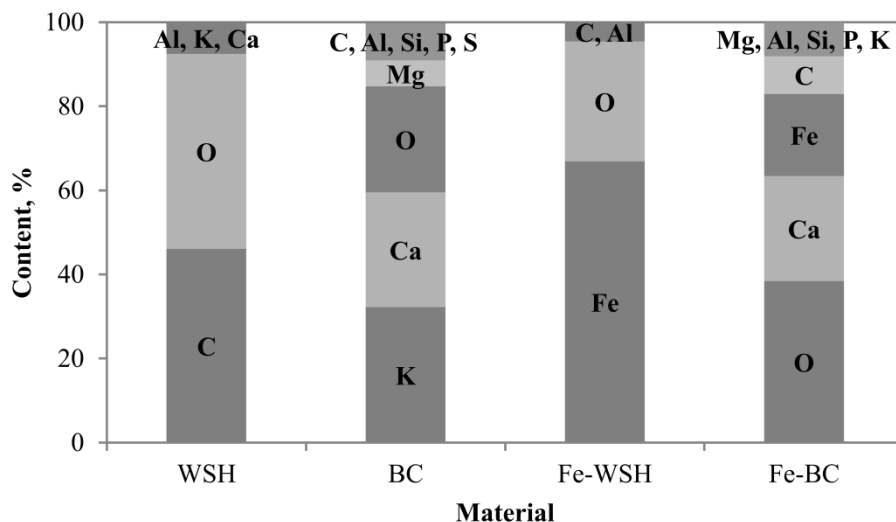 100
80
60
40
20
0
Content, %
Al, K, Ca
O
C
C, Al, Si, P, S
Mg
O
Ca
K
C, Al
O
Fe
Mg, Al, Si, P, K
C
Fe
Ca
O
WSH BC Fe-WSH Fe-BC
Material